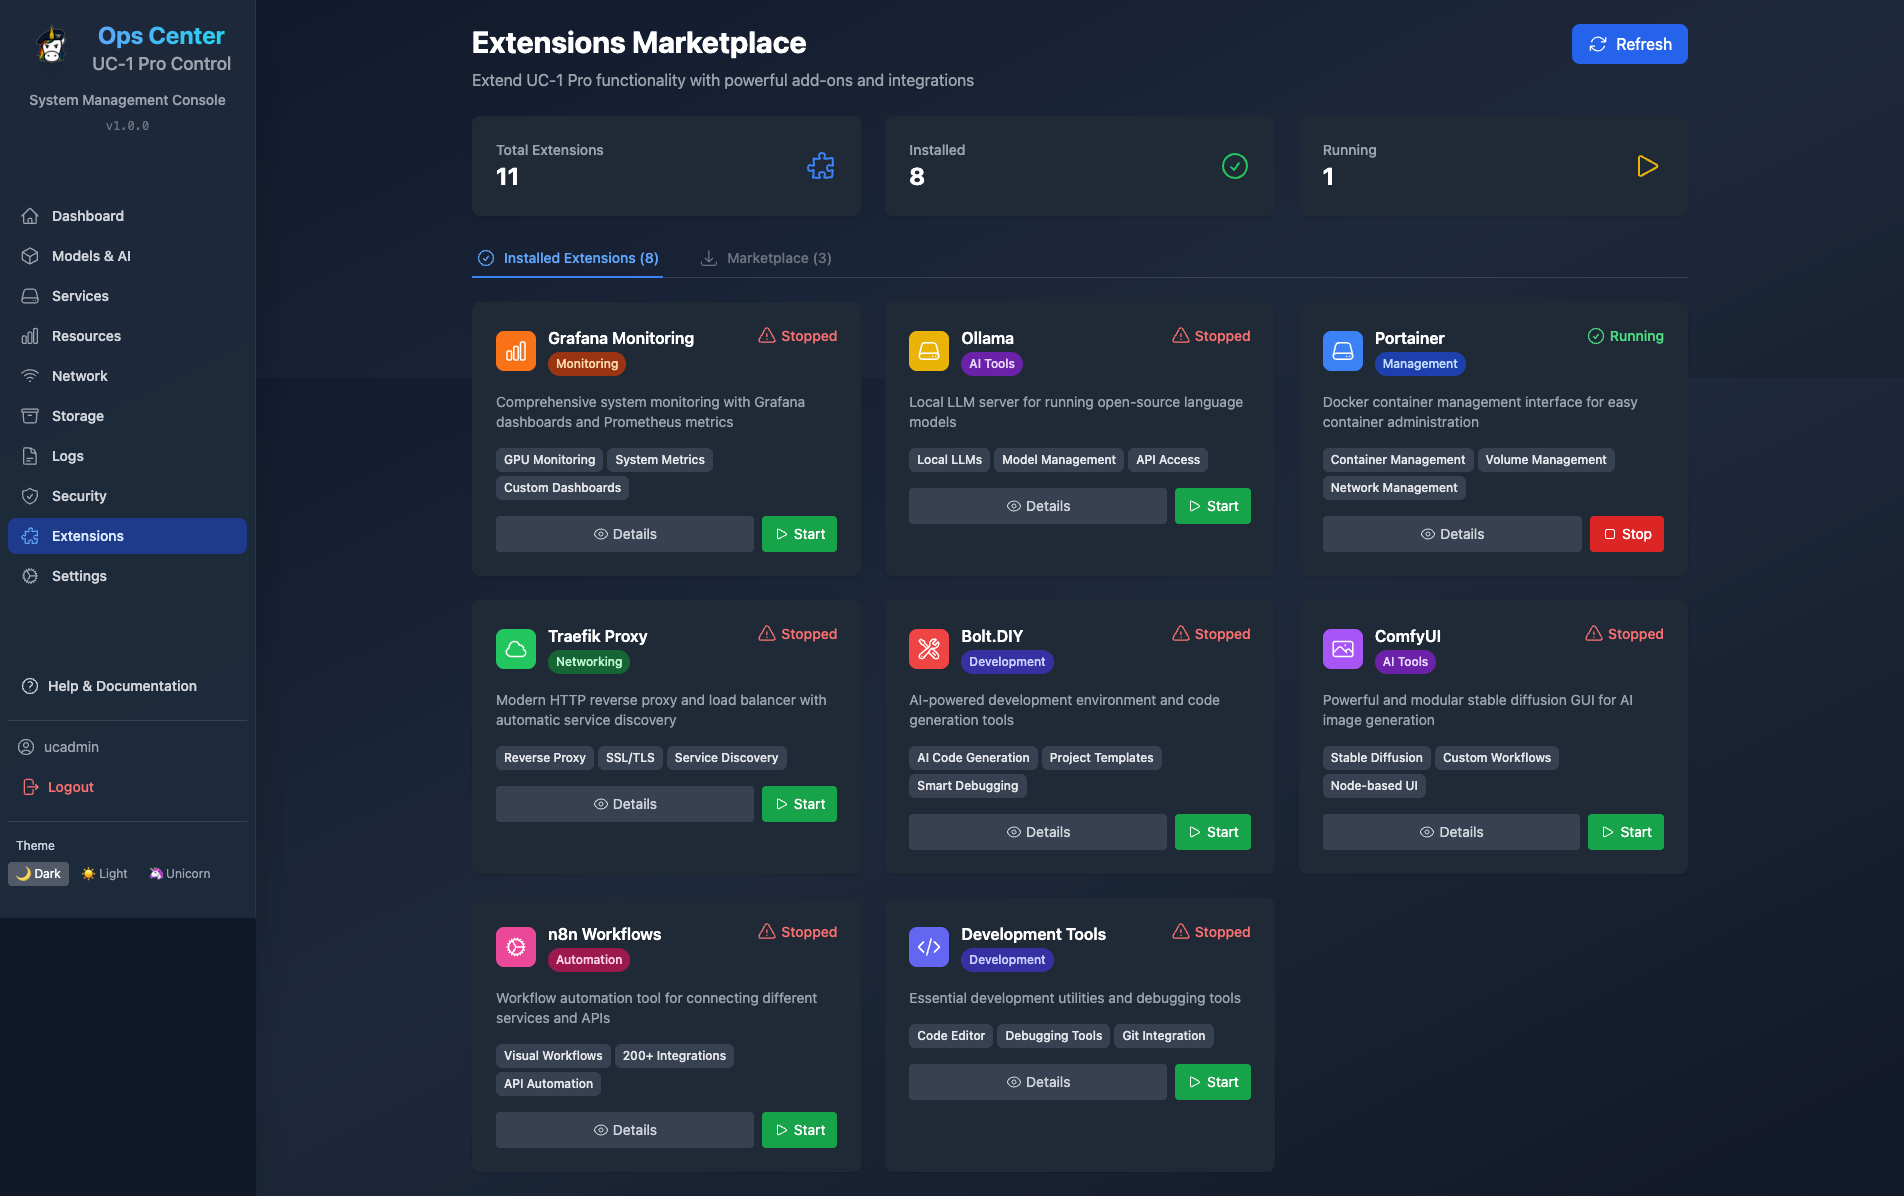 Ops Center
UC-1 Pro Control
System Management Console
v1.0.0
Dashboard
Models & AI
Services
Resources
Network
Storage
Logs
Security
Extensions
Settings
Help & Documentation
ucadmin
Logout
Theme
🌙 Dark
☀️ Light
🦄 Unicorn
Extensions Marketplace
Extend UC-1 Pro functionality with powerful add-ons and integrations
Refresh
Total Extensions
11
Installed
8
Running
1
Installed Extensions (8)
Marketplace (3)
Grafana Monitoring
Stopped
Monitoring
Comprehensive system monitoring with Grafana
dashboards and Prometheus metrics
GPU Monitoring
System Metrics
Custom Dashboards
Details
Start
Ollama
Stopped
AI Tools
Local LLM server for running open-source language
models
Local LLMs
Model Management
API Access
Details
Start
Portainer
Running
Management
Docker container management interface for easy
container administration
Container Management
Volume Management
Network Management
Details
Stop
Traefik Proxy
Stopped
Networking
Modern HTTP reverse proxy and load balancer with
automatic service discovery
Reverse Proxy
SSL/TLS
Service Discovery
Details
Start
Bolt.DIY
Stopped
Development
AI-powered development environment and code
generation tools
AI Code Generation
Project Templates
Smart Debugging
Details
Start
ComfyUI
Stopped
AI Tools
Powerful and modular stable diffusion GUI for AI
image generation
Stable Diffusion
Custom Workflows
Node-based UI
Details
Start
n8n Workflows
Stopped
Automation
Workflow automation tool for connecting different
services and APIs
Visual Workflows
200+ Integrations
API Automation
Details
Start
Development Tools
Stopped
Development
Essential development utilities and debugging tools
Code Editor
Debugging Tools
Git Integration
Details
Start